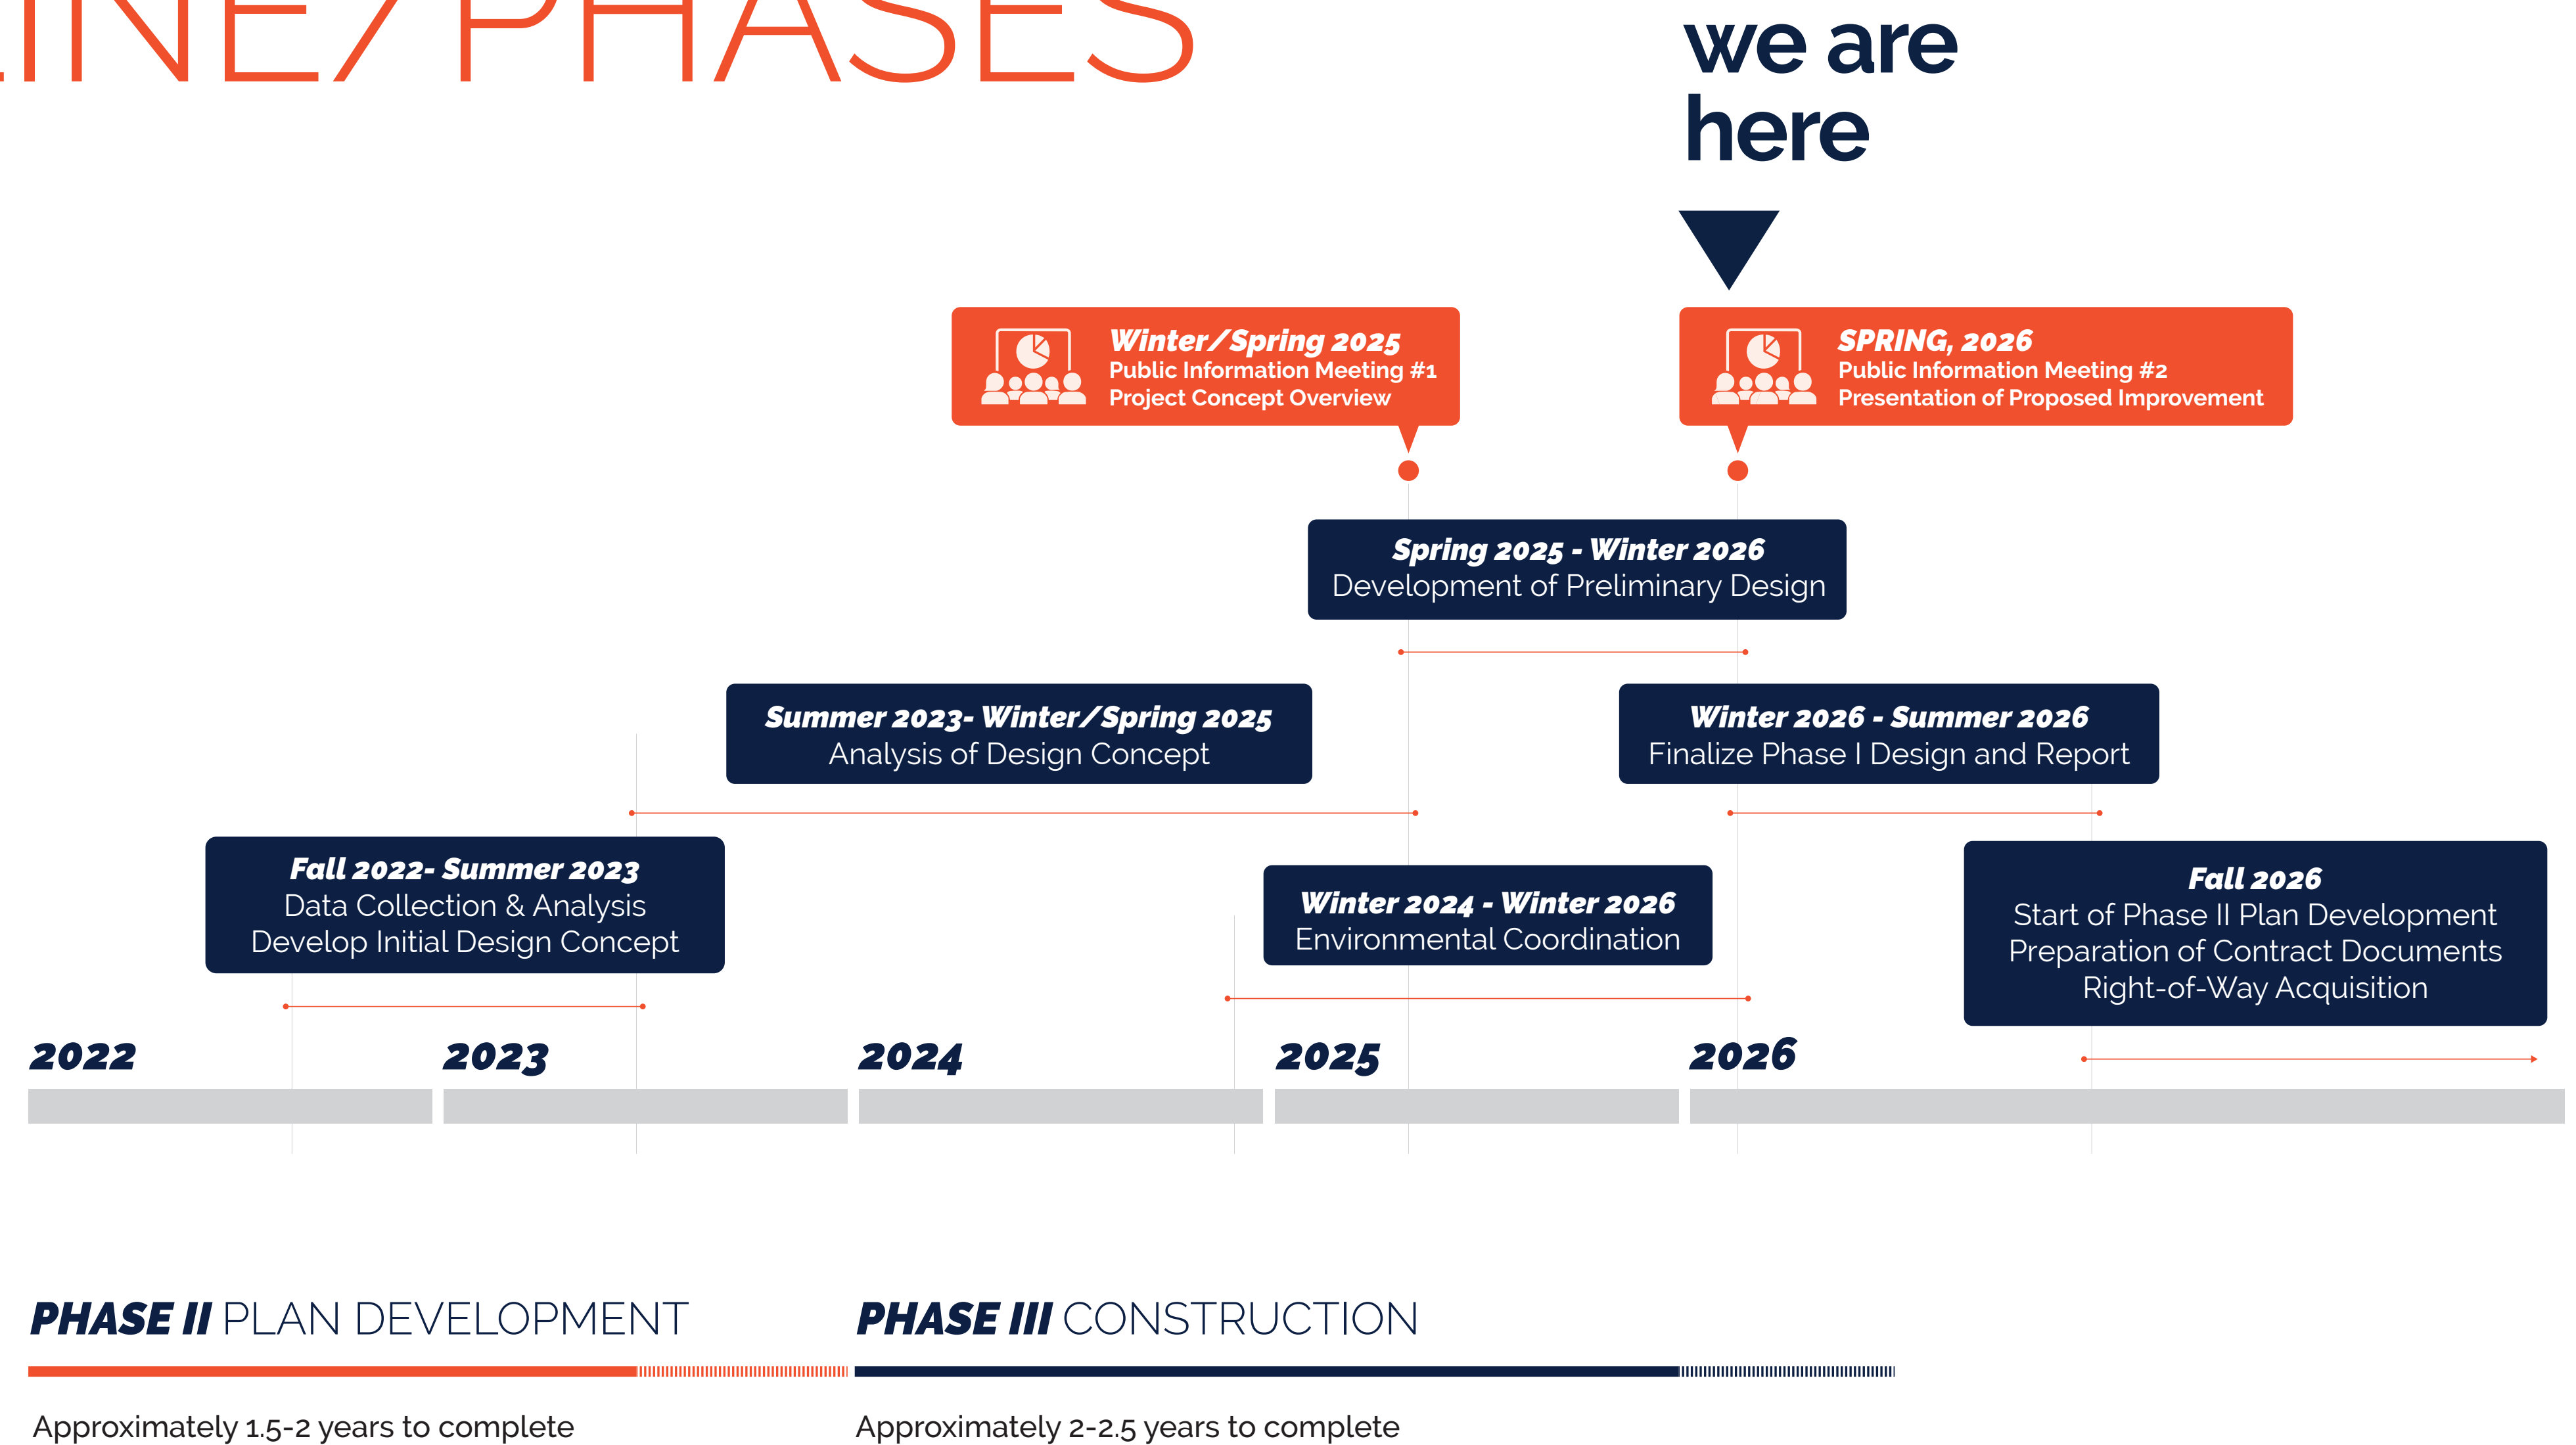 LINE/PHASES
we are
here
Winter/Spring 2025
Public Information Meeting #1
Project Concept Overview
SPRING, 2026
Public Information Meeting #2
Presentation of Proposed Improvement
Spring 2025 - Winter 2026
Development of Preliminary Design
Summer 2023- Winter/Spring 2025
Analysis of Design Concept
Winter 2026 - Summer 2026
Finalize Phase I Design and Report
Fall 2022- Summer 2023
Data Collection & Analysis
Develop Initial Design Concept
Winter 2024 - Winter 2026
Environmental Coordination
Fall 2026
Start of Phase II Plan Development
Preparation of Contract Documents
Right-of-Way Acquisition
2022 2023 2024 2025 2026
PHASE II PLAN DEVELOPMENT
Approximately 1.5-2 years to complete
PHASE III CONSTRUCTION
Approximately 2-2.5 years to complete